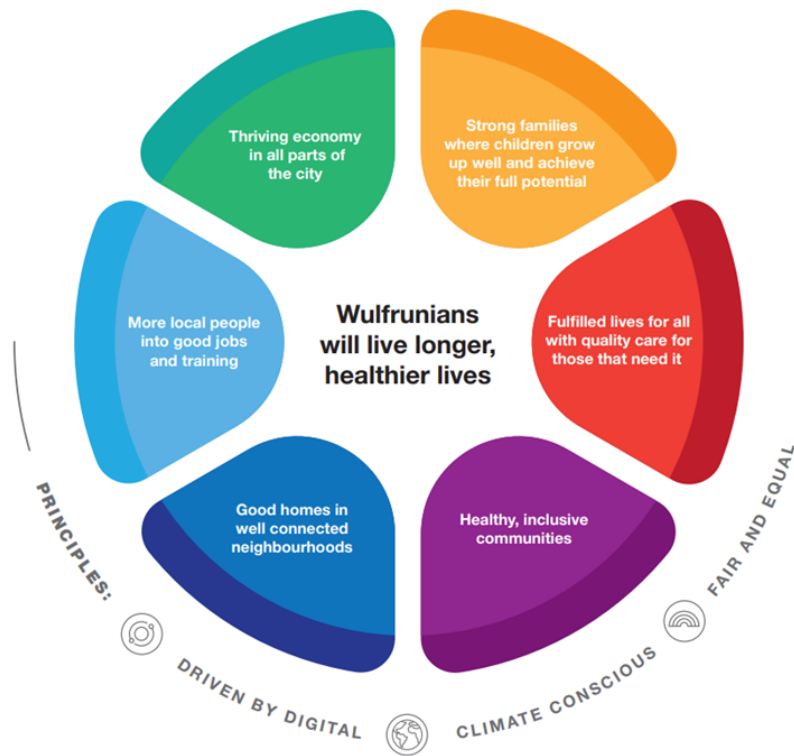 Thriving economy
in all parts of
the city
Strong families
where children grow
up well and achieve
their full potential
More local people
into good jobs
and training
Wulfrunians
will live longer,
healthier lives
Fulfilled lives for all
with quality care for
those that need it
Good homes in
well connected
neighbourhoods
Healthy, inclusive
communities
PRINCIPLES:
DRIVEN BY DIGITAL
CLIMATE CONSCIOUS
FAIR AND EQUAL